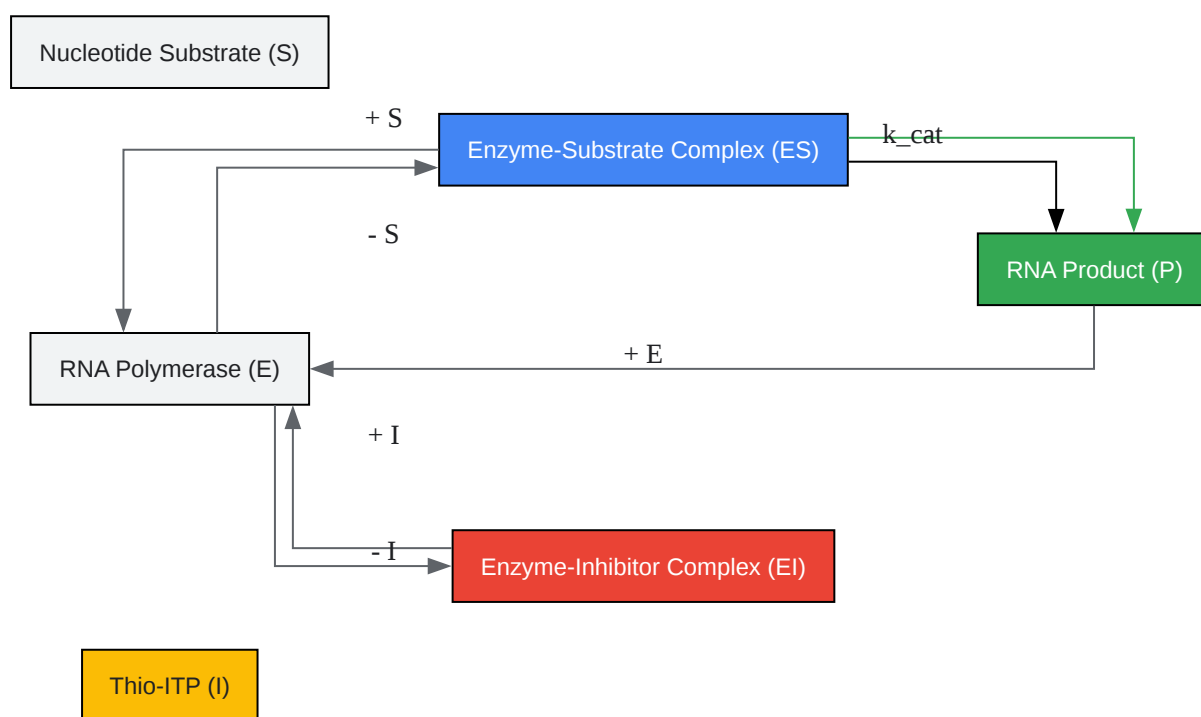 Nucleotide Substrate (S)
+ S
Enzyme-Substrate Complex (ES)
k_cat
- S
RNA Product (P)
+ E
RNA Polymerase (E)
+ I
- I
Enzyme-Inhibitor Complex (EI)
Thio-ITP (I)